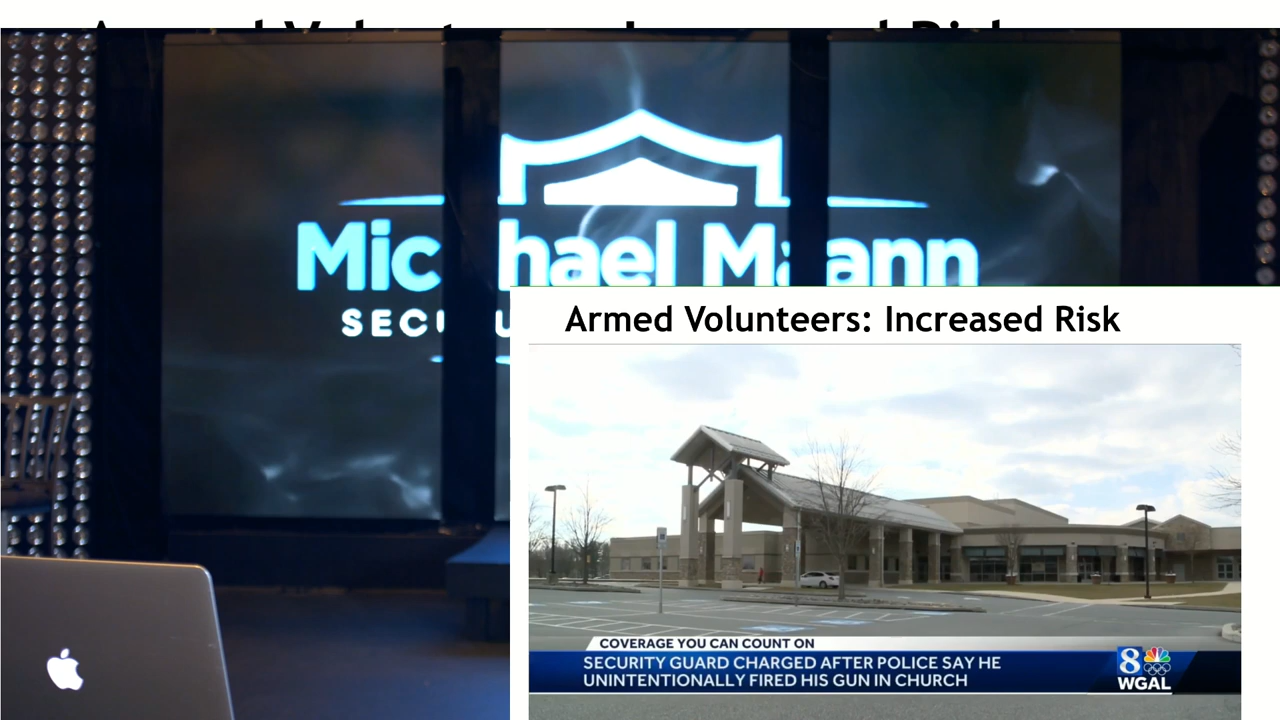 Michael Mann
SECU
Armed Volunteers: Increased Risk
COVERAGE YOU CAN COUNT ON
SECURITY GUARD CHARGED AFTER POLICE SAY HE
UNINTENTIONALLY FIRED HIS GUN IN CHURCH
8
WGAL